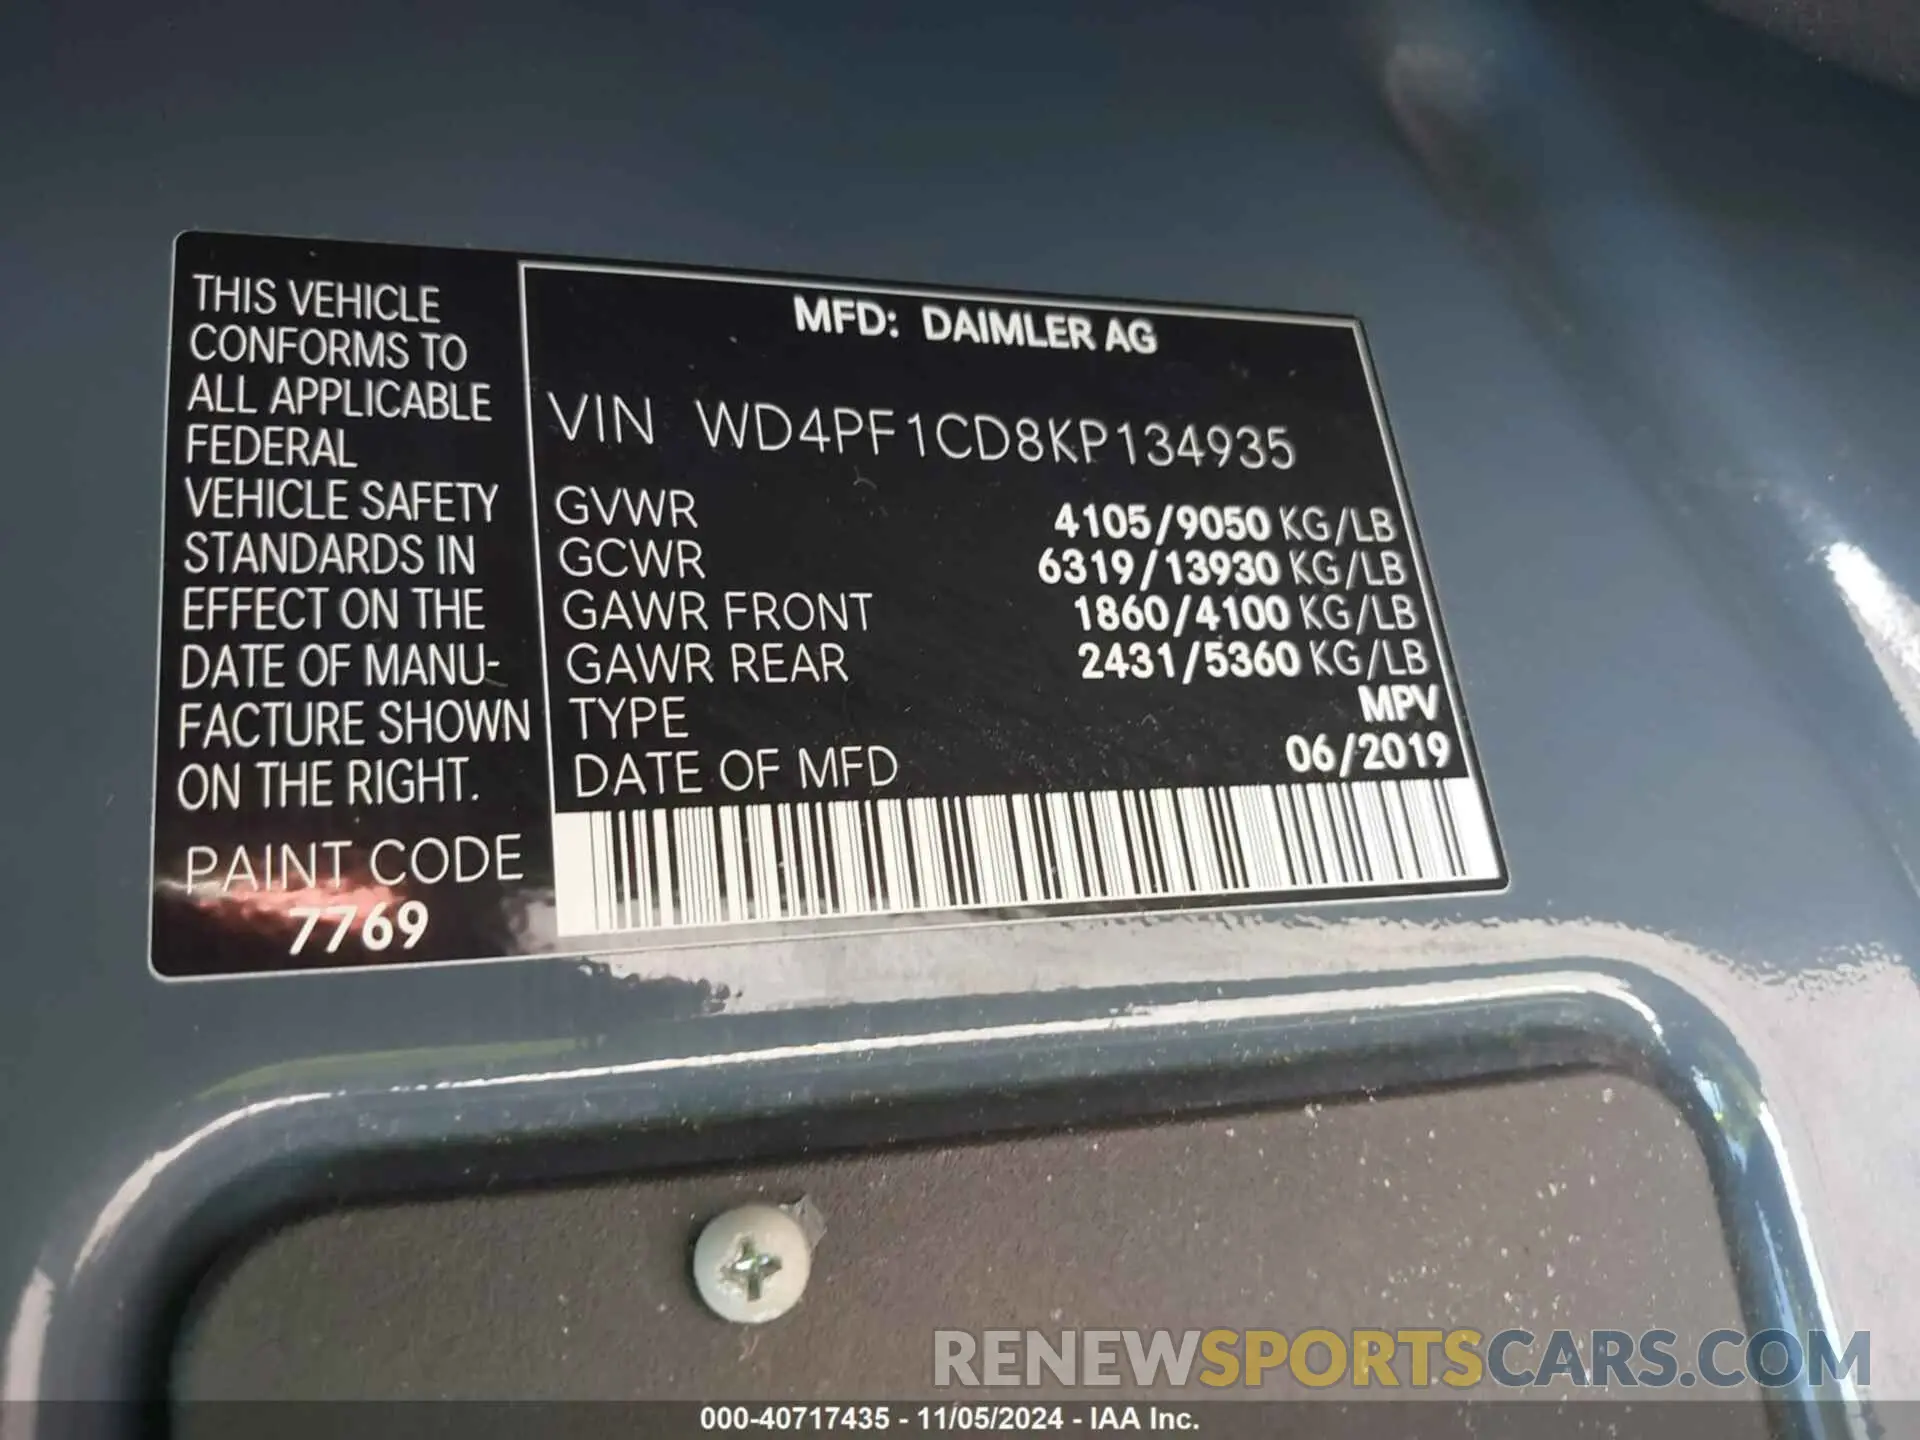 THIS VEHICLE
CONFORMS TO
ALL APPLICABLE
FEDERAL
VEHICLE SAFETY
STANDARDS IN
EFFECT ON THE
DATE OF MANU-
FACTURE SHOWN
ON THE RIGHT.
PAINT CODE
7769
MFD: DAIMLER AG
VIN WD4PF1CD8KP134935
GVWR 4105/9050 KG/LB
GCWR 6319/13930 KG/LB
GAWR FRONT 1860/4100 KG/LB
GAWR REAR 2431/5360 KG/LB
TYPE MPV
DATE OF MFD 06/2019
RENEWSPORTSCARS.COM
000-40717435 - 11/05/2024 - IAA Inc.